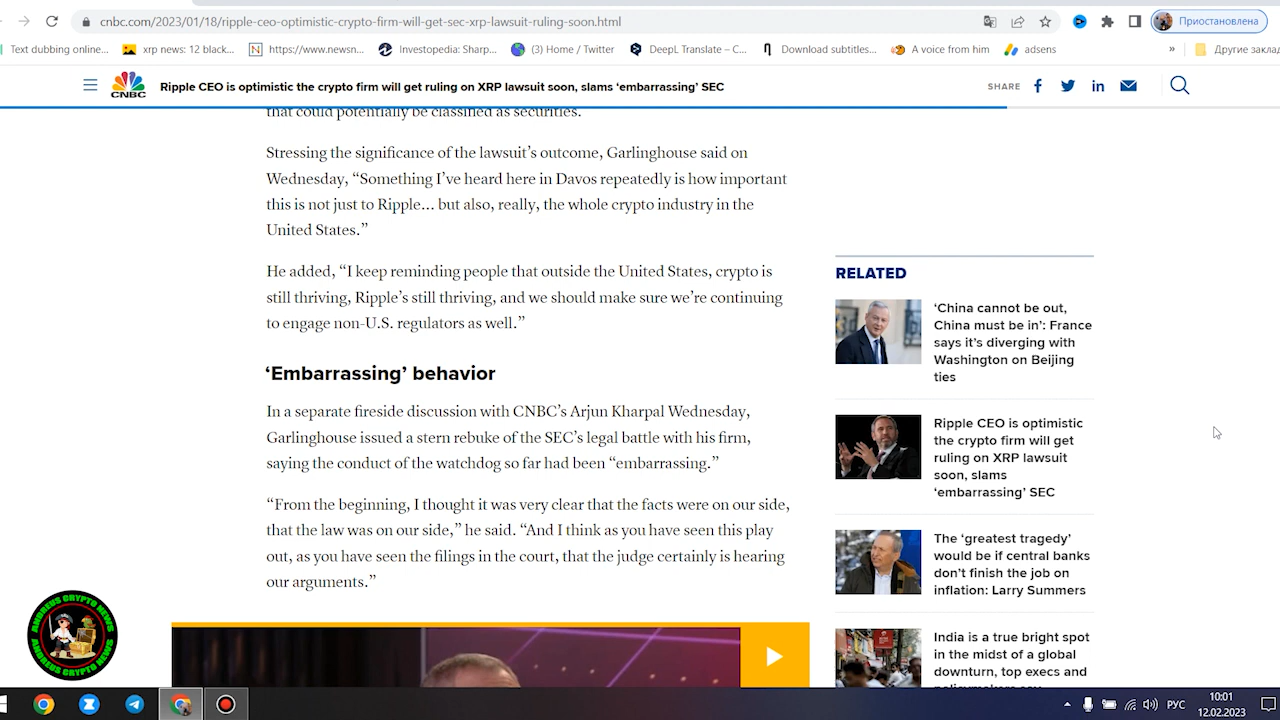 cnbc.com/2023/01/18/ripple-ceo-optimistic-crypto-firm-will-get-sec-xrp-lawsuit-ruling-soon.html
Приостановлена
Text dubbing online...
xrp news: 12 black...
https://www.newsn...
Investopedia: Sharp...
(3) Home / Twitter
DeepL Translate – C...
Download subtitles...
A voice from him
adsens
»
Другие закла
CNBC
Ripple CEO is optimistic the crypto firm will get ruling on XRP lawsuit soon, slams ‘embarrassing’ SEC
SHARE
that could potentially be classified as securities.
Stressing the significance of the lawsuit’s outcome, Garlinghouse said on
Wednesday, “Something I’ve heard here in Davos repeatedly is how important
this is not just to Ripple… but also, really, the whole crypto industry in the
United States.”
He added, “I keep reminding people that outside the United States, crypto is
still thriving, Ripple’s still thriving, and we should make sure we’re continuing
to engage non-U.S. regulators as well.”
‘Embarrassing’ behavior
In a separate fireside discussion with CNBC’s Arjun Kharpal Wednesday,
Garlinghouse issued a stern rebuke of the SEC’s legal battle with his firm,
saying the conduct of the watchdog so far had been “embarrassing.”
“From the beginning, I thought it was very clear that the facts were on our side,
that the law was on our side,” he said. “And I think as you have seen this play
out, as you have seen the filings in the court, that the judge certainly is hearing
our arguments.”
RELATED
‘China cannot be out,
China must be in’: France
says it’s diverging with
Washington on Beijing
ties
Ripple CEO is optimistic
the crypto firm will get
ruling on XRP lawsuit
soon, slams
‘embarrassing’ SEC
The ‘greatest tragedy’
would be if central banks
don’t finish the job on
inflation: Larry Summers
India is a true bright spot
in the midst of a global
downturn, top execs and
ANDREUS CRYPTO NEWS
ANDREUS CRYPTO NEWS
РУС
10:01
12.02.2023